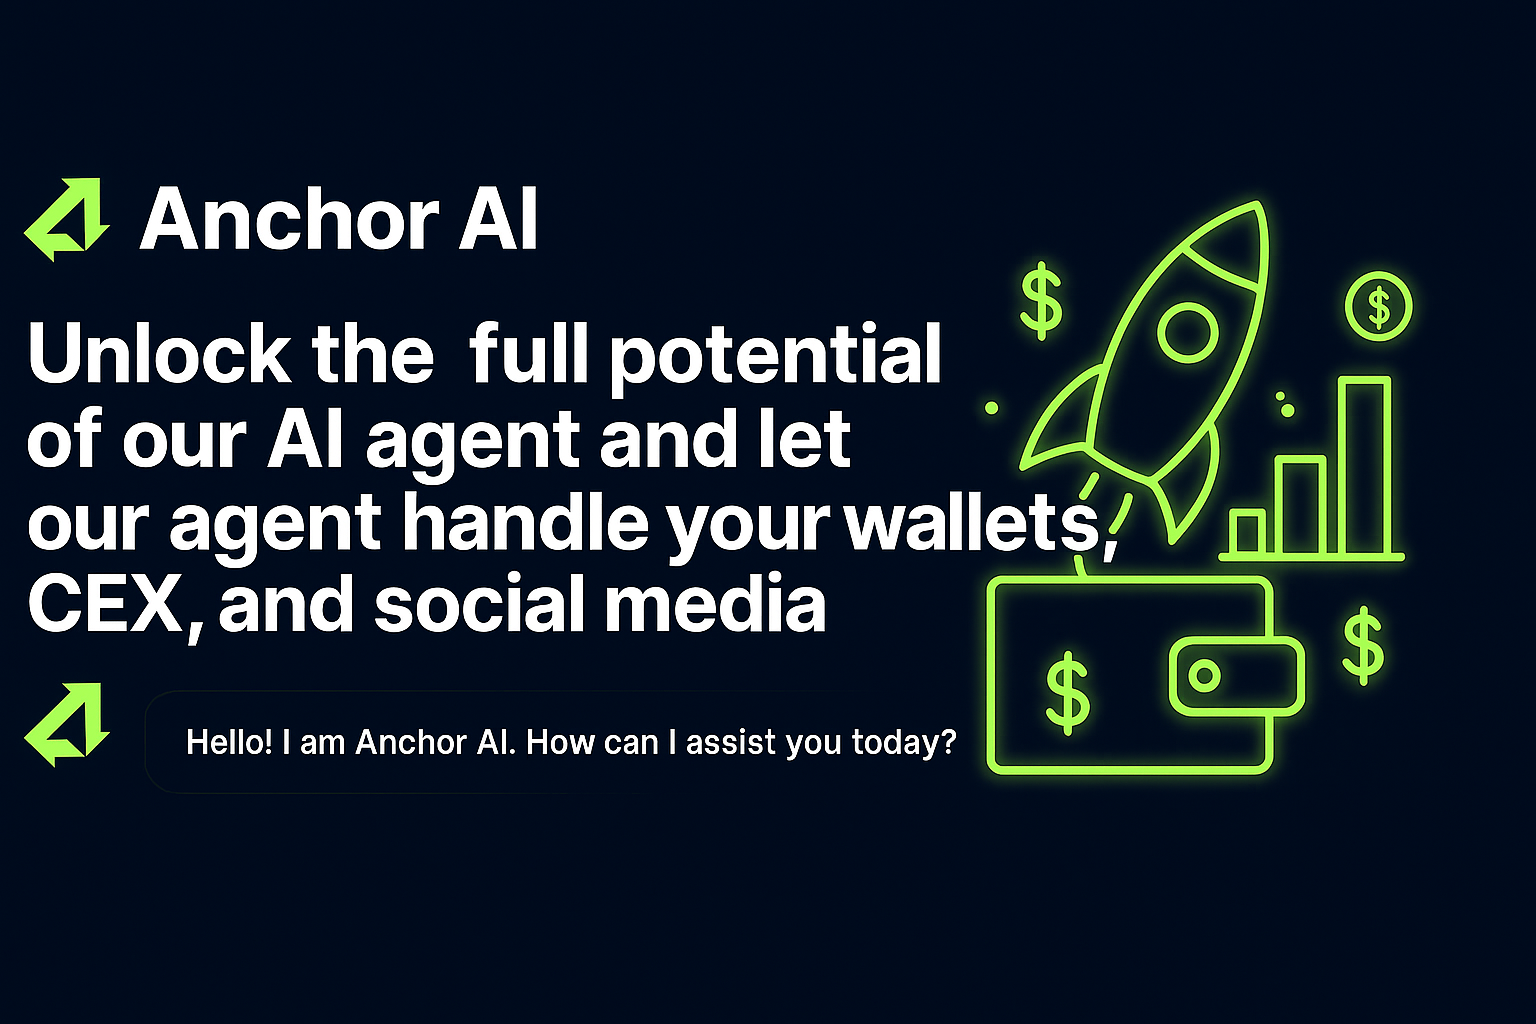 Anchor AI
Unlock the full potential
of our AI agent and let
our agent handle your wallets,
CEX, and social media
Hello! I am Anchor AI. How can I assist you today?
$
$
$
$